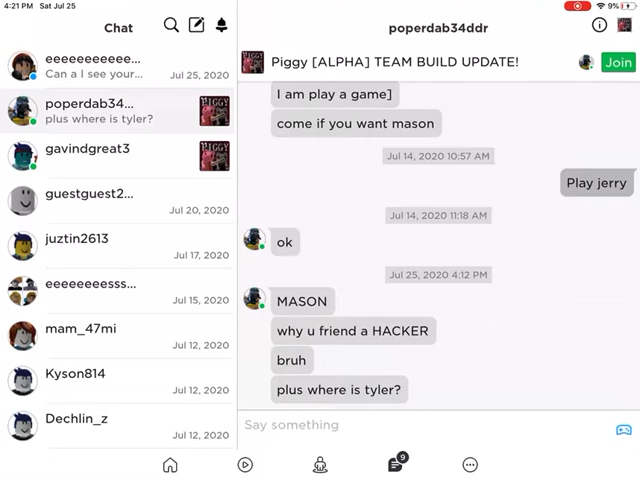 4:21 PM Sat Jul 25
9%
Chat
eeeeeeeeeee...
Can a I see your...
Jul 25, 2020
poperdab34...
plus where is tyler?
gavindgreat3
guestguest2...
Jul 20, 2020
juztin2613
Jul 17, 2020
eeeeeeeesss...
Jul 15, 2020
mam_47mi
Jul 12, 2020
Kyson814
Jul 12, 2020
Dechlin_z
Jul 12, 2020
poperdab34ddr
Piggy [ALPHA] TEAM BUILD UPDATE!
Join
I am play a game]
come if you want mason
Jul 14, 2020 10:57 AM
Play jerry
Jul 14, 2020 11:18 AM
ok
Jul 25, 2020 4:12 PM
MASON
why u friend a HACKER
bruh
plus where is tyler?
Say something
9